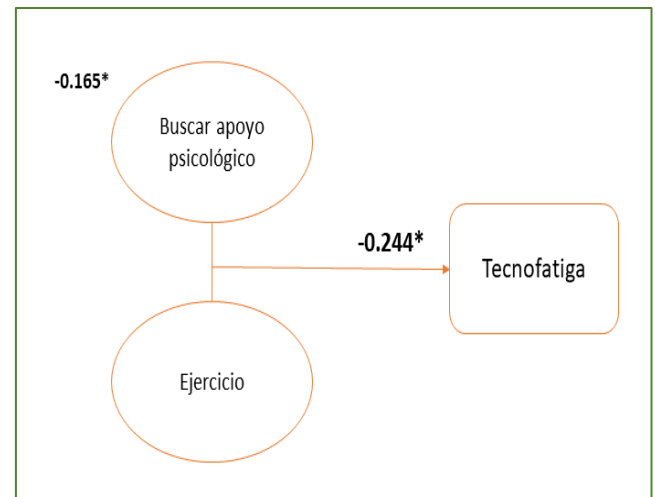 -0.165*
Buscar apoyo
psicológico
-0.244*
Tecnofatiga
Ejercicio